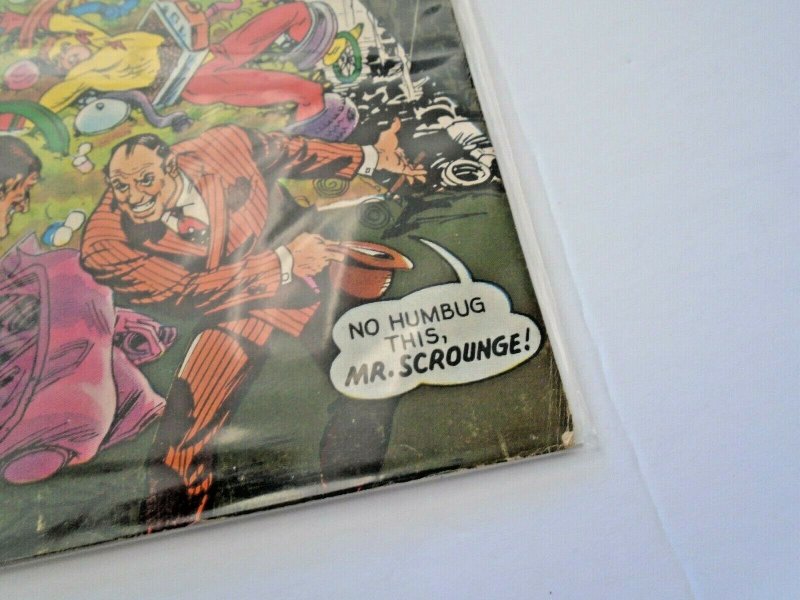 NO HUMBUG
THIS,
MR. SCROUNGE!